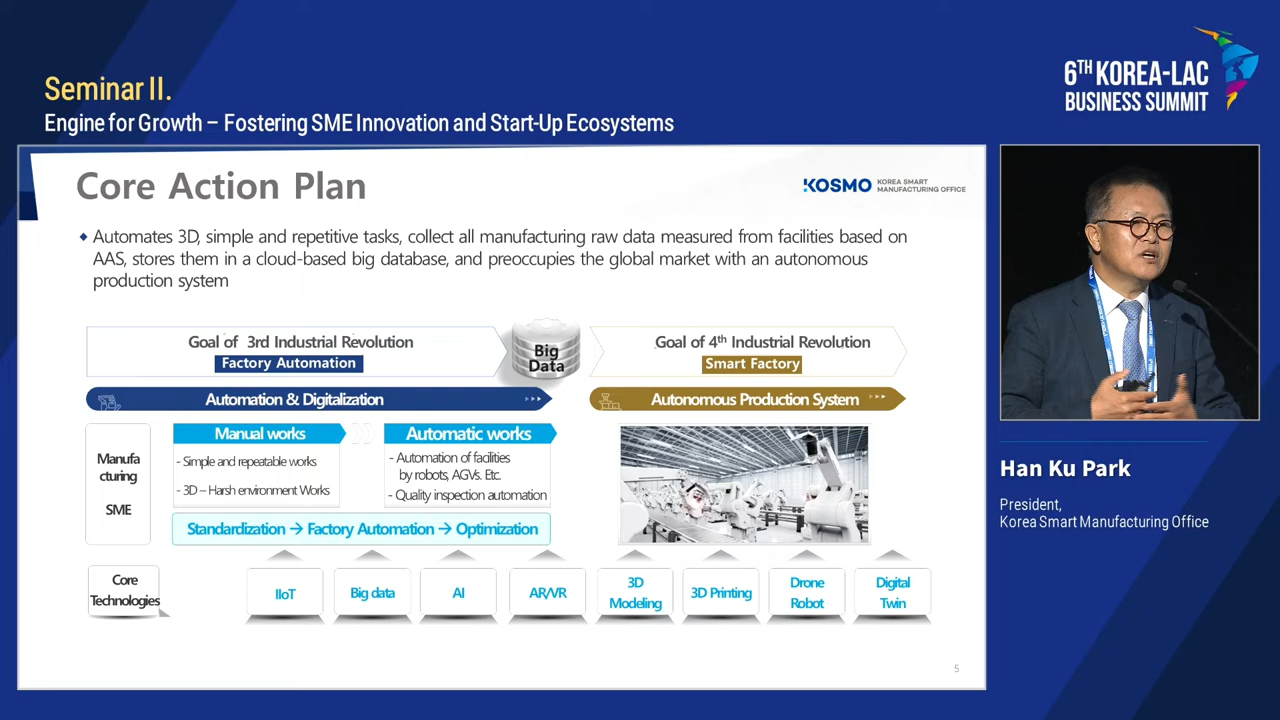 Seminar II.
Engine for Growth – Fostering SME Innovation and Start-Up Ecosystems
6TH KOREA-LAC
BUSINESS SUMMIT
Core Action Plan
KOSMO KOREA SMART
MANUFACTURING OFFICE
◆ Automates 3D, simple and repetitive tasks, collect all manufacturing raw data measured from facilities based on
AAS, stores them in a cloud-based big database, and preoccupies the global market with an autonomous
production system
Goal of 3rd Industrial Revolution
Factory Automation
Big
Data
Goal of 4th Industrial Revolution
Smart Factory
Automation & Digitalization
Autonomous Production System
Manufa
cturing
SME
Manual works
- Simple and repeatable works
- 3D – Harsh environment Works
Automatic works
- Automation of facilities
by robots, AGVs. Etc.
- Quality inspection automation
Standardization → Factory Automation → Optimization
Core
Technologies
IIoT
Big data
AI
AR/VR
3D
Modeling
3D Printing
Drone
Robot
Digital
Twin
5
Han Ku Park
President,
Korea Smart Manufacturing Office